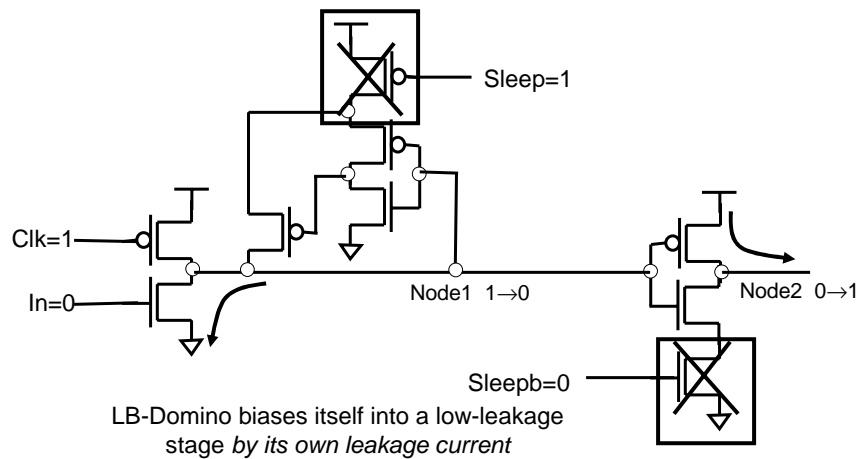 Sleep=1
Clk=1
In=0
Node1 1→0
Node2 0→1
Sleepb=0
LB-Domino biases itself into a low-leakage
stage by its own leakage current